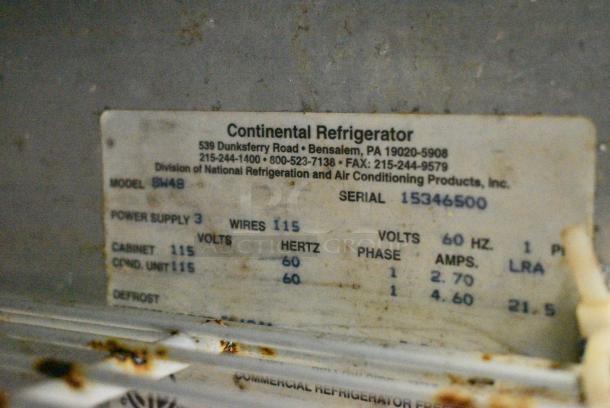 Continental Refrigerator
539 Dunksferry Road • Bensalem, PA 19020-5908
215-244-1400 • 800-523-7138 • FAX: 215-244-9579
Division of National Refrigeration and Air Conditioning Products, Inc.
MODEL SW48 SERIAL 15346500
POWER SUPPLY 3 WIRES 115 VOLTS 60 HZ. 1 PH
VOLTS HERTZ PHASE AMPS. LRA
CABINET 115 60 1 2.70
COND. UNIT 115 60 1 4.60 21.5
DEFROST
COMMERCIAL REFRIGERATOR